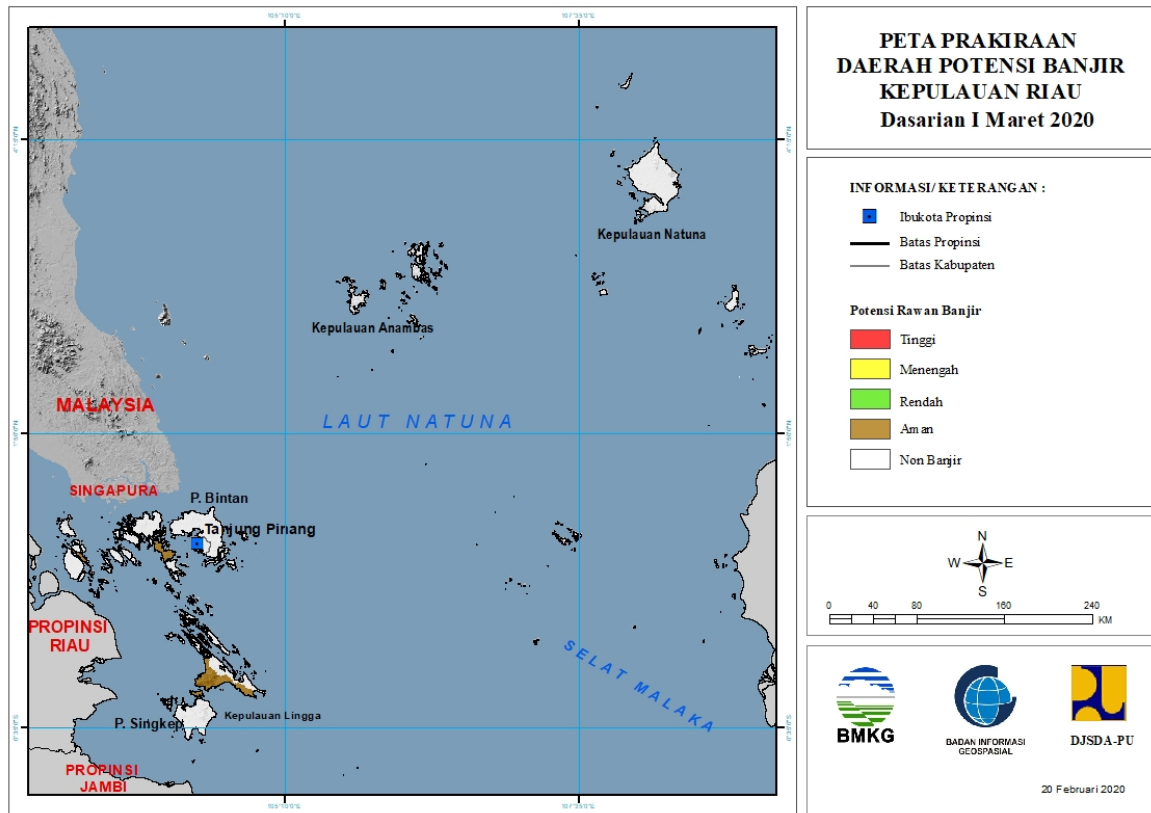 PETA PRAKIRAAN
DAERAH POTENSI BANJIR
KEPULAUAN RIAU
Dasarian I Maret 2020
INFORMASI/ KETERANGAN :
Ibukota Propinsi
Batas Propinsi
Batas Kabupaten
Potensi Rawan Banjir
Tinggi
Menengah
Rendah
Aman
Non Banjir
N
W E
S
0 40 80 160 240
KM
BMKG
BADAN INFORMASI
GEOSPASIAL
DJSDA-PU
20 Februari 2020
Kepulauan Natuna
Kepulauan Anambas
MALAYSIA
LAUT NATUNA
SINGAPURA
P. Bintan
Tanjung Pinang
PROPINSI
RIAU
SELAT MALAKA
P. Singkep
Kepulauan Lingga
PROPINSI
JAMBI